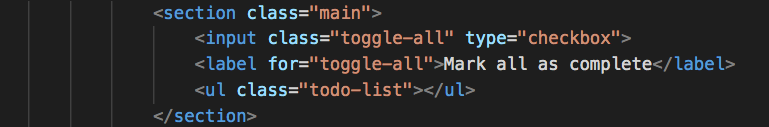 <section class="main">
<input class="toggle-all" type="checkbox">
<label for="toggle-all">Mark all as complete</label>
<ul class="todo-list"></ul>
</section>